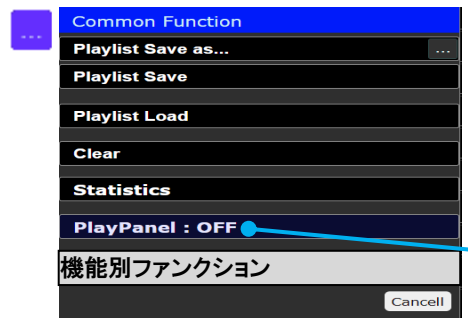 ...
Common Function
Playlist Save as... ...
Playlist Save
Playlist Load
Clear
Statistics
PlayPanel : OFF
機能別ファンクション
Cancell